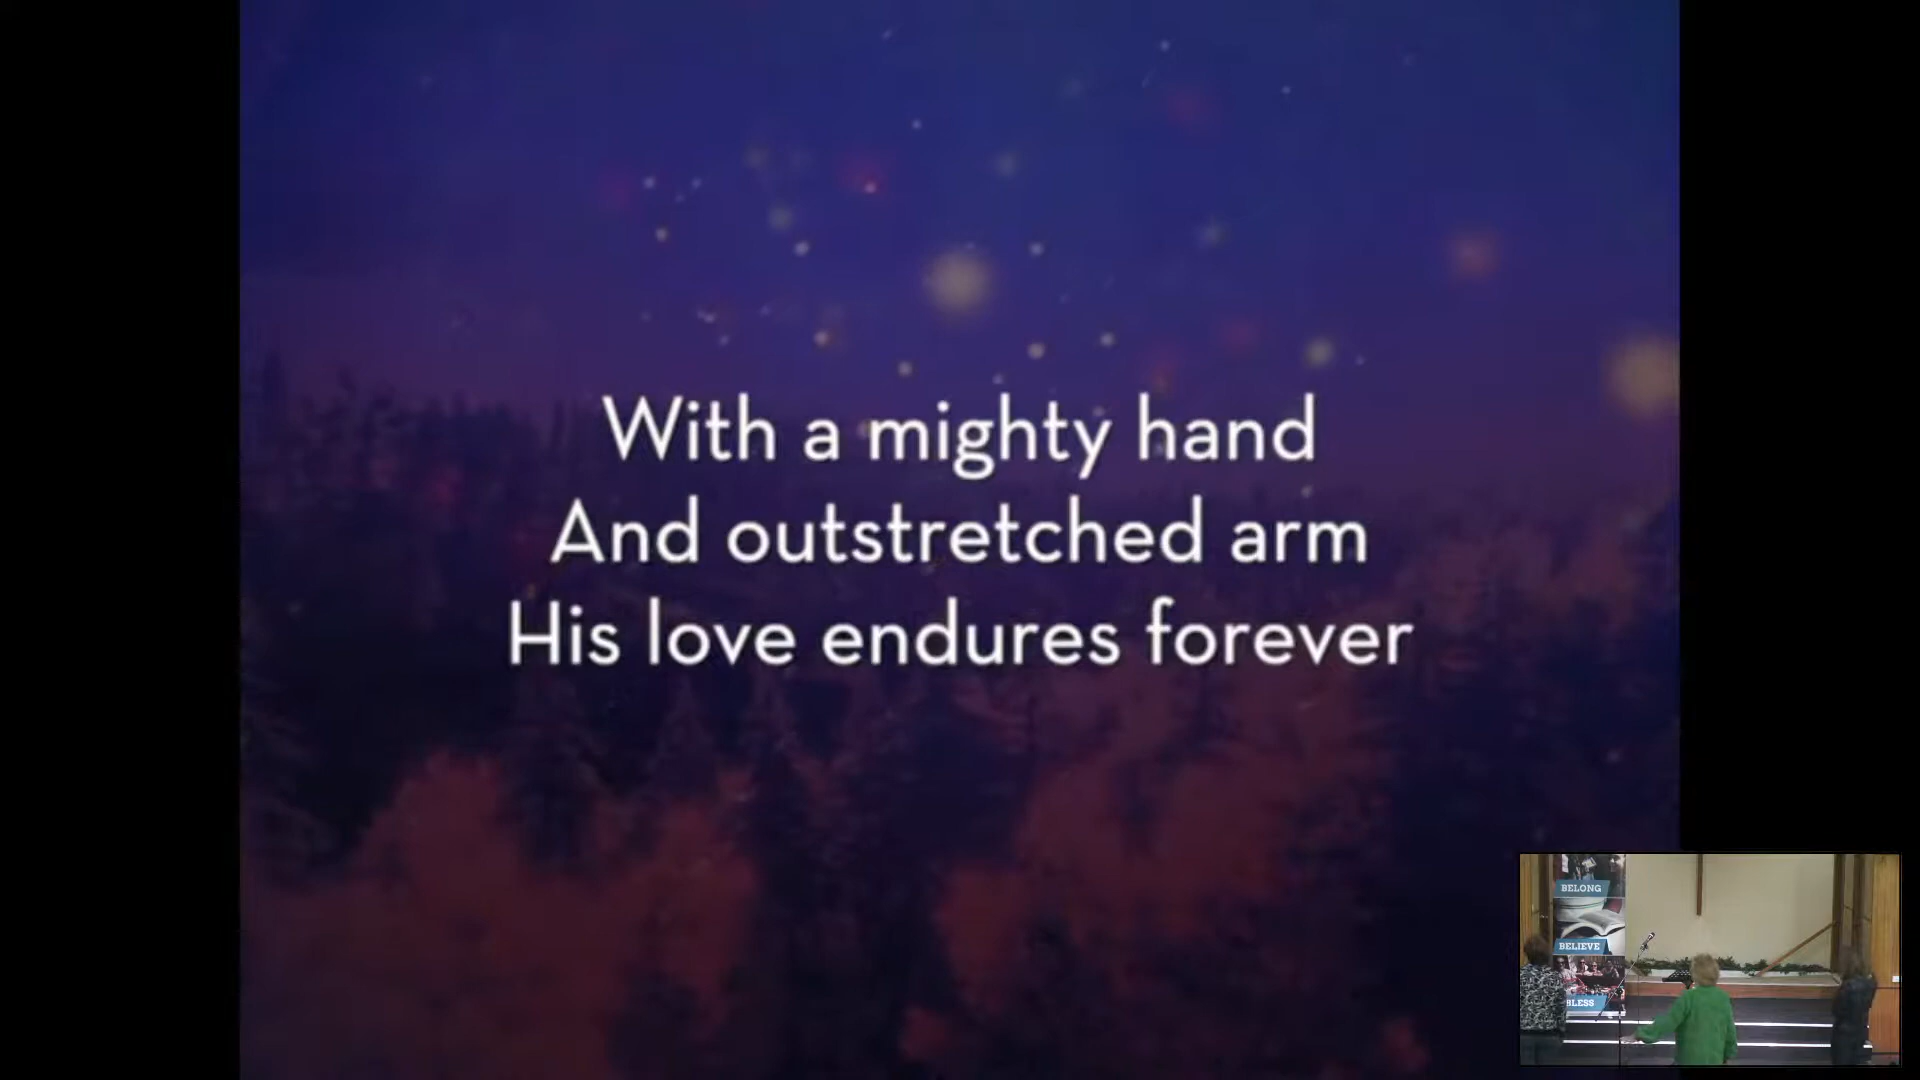 With a mighty hand
And outstretched arm
His love endures forever
BELONG
BELIEVE
BLESS